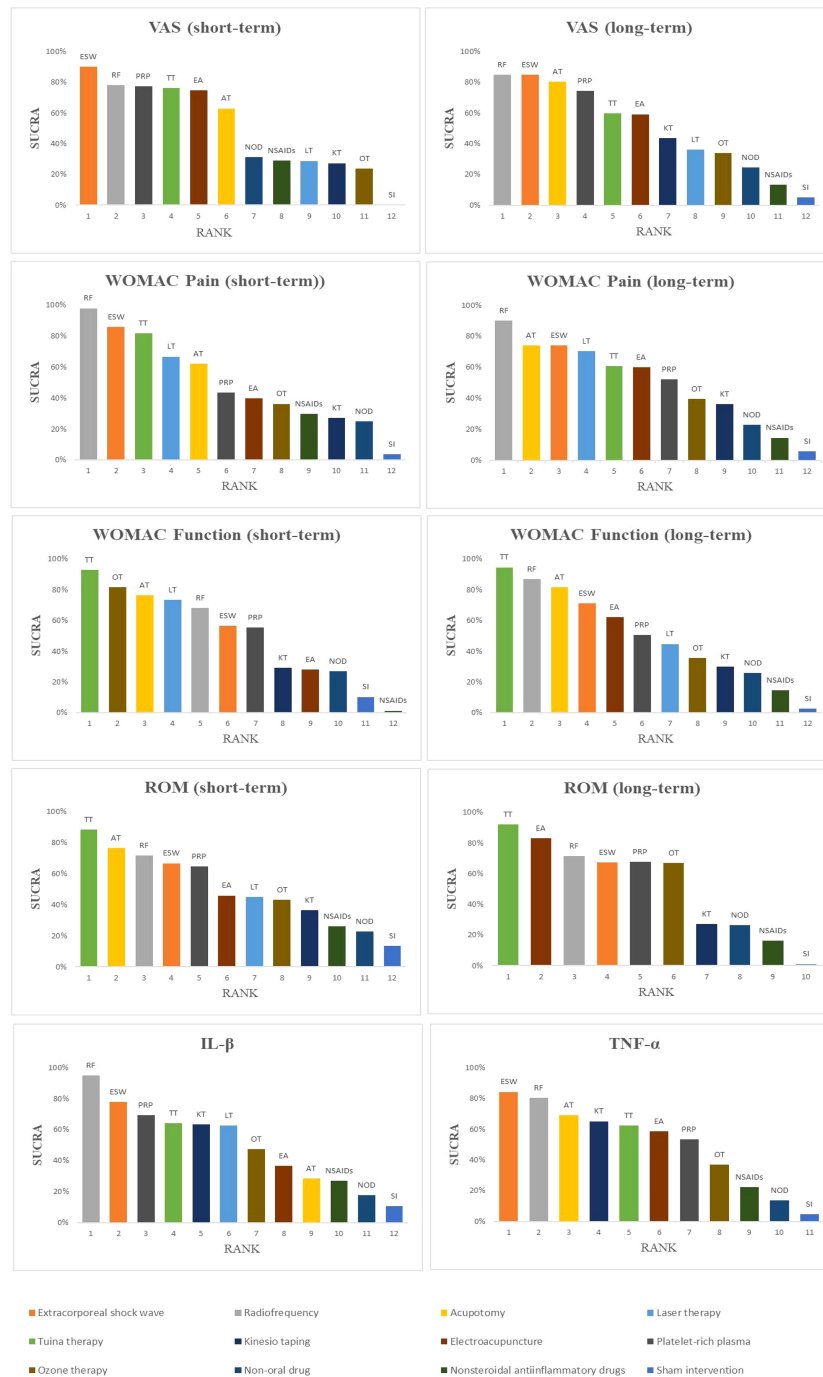 VAS (short-term)
SUCRA
100%
80%
60%
40%
20%
0%
ESW RF PRP TT EA AT NOD NSAIDs LT KT OT SI
1 2 3 4 5 6 7 8 9 10 11 12
RANK
VAS (long-term)
SUCRA
100%
80%
60%
40%
20%
0%
RF ESW AT PRP TT EA KT LT OT NOD NSAIDs SI
1 2 3 4 5 6 7 8 9 10 11 12
RANK
WOMAC Pain (short-term))
SUCRA
100%
80%
60%
40%
20%
0%
RF ESW TT LT AT PRP EA OT NSAIDs KT NOD SI
1 2 3 4 5 6 7 8 9 10 11 12
RANK
WOMAC Pain (long-term)
SUCRA
100%
80%
60%
40%
20%
0%
RF AT ESW LT TT EA PRP OT KT NOD NSAIDs SI
1 2 3 4 5 6 7 8 9 10 11 12
RANK
WOMAC Function (short-term)
SUCRA
100%
80%
60%
40%
20%
0%
TT OT AT LT RF ESW PRP KT EA NOD SI NSAIDs
1 2 3 4 5 6 7 8 9 10 11 12
RANK
WOMAC Function (long-term)
SUCRA
100%
80%
60%
40%
20%
0%
TT RF AT ESW EA PRP LT OT KT NOD NSAIDs SI
1 2 3 4 5 6 7 8 9 10 11 12
RANK
ROM (short-term)
SUCRA
100%
80%
60%
40%
20%
0%
TT AT RF ESW PRP EA LT OT KT NSAIDs NOD SI
1 2 3 4 5 6 7 8 9 10 11 12
RANK
ROM (long-term)
SUCRA
100%
80%
60%
40%
20%
0%
TT EA RF ESW PRP OT KT NOD NSAIDs SI
1 2 3 4 5 6 7 8 9 10
RANK
IL-β
SUCRA
100%
80%
60%
40%
20%
0%
RF ESW PRP TT KT LT OT EA AT NSAIDs NOD SI
1 2 3 4 5 6 7 8 9 10 11 12
RANK
TNF-α
SUCRA
100%
80%
60%
40%
20%
0%
ESW RF AT KT TT EA PRP OT NSAIDs NOD SI
1 2 3 4 5 6 7 8 9 10 11
RANK
Extracorporeal shock wave Radiofrequency Acupotomy Laser therapy
Tuina therapy Kinesio taping Electroacupuncture Platelet-rich plasma
Ozone therapy Non-oral drug Nonsteroidal antiinflammatory drugs Sham intervention